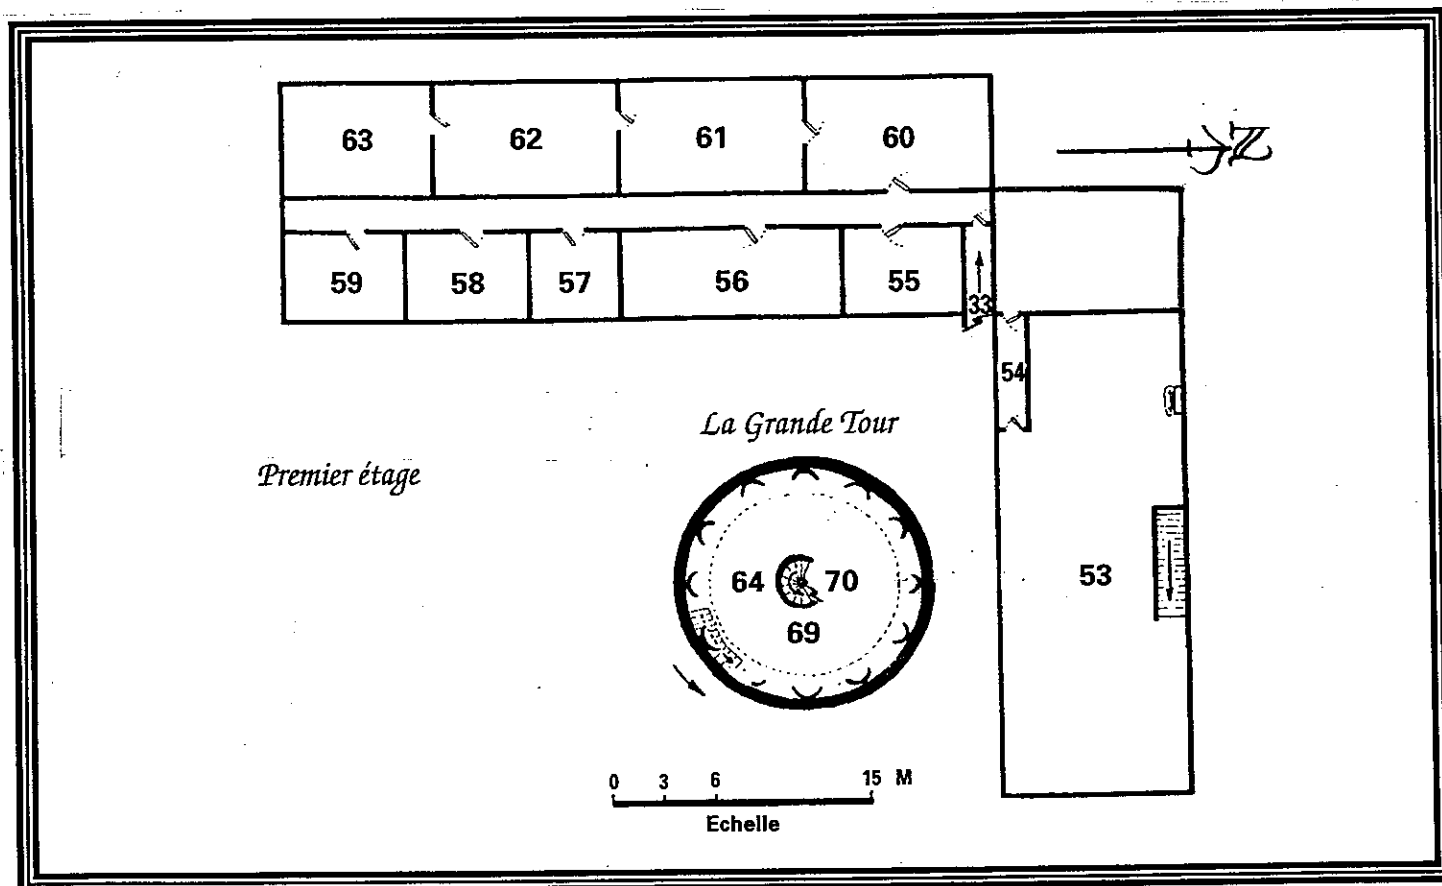 63 62 61 60
Z
59 58 57 56 55
33
54
La Grande Tour
Premier étage
64 70 53
69
0 3 6 15 M
Echelle